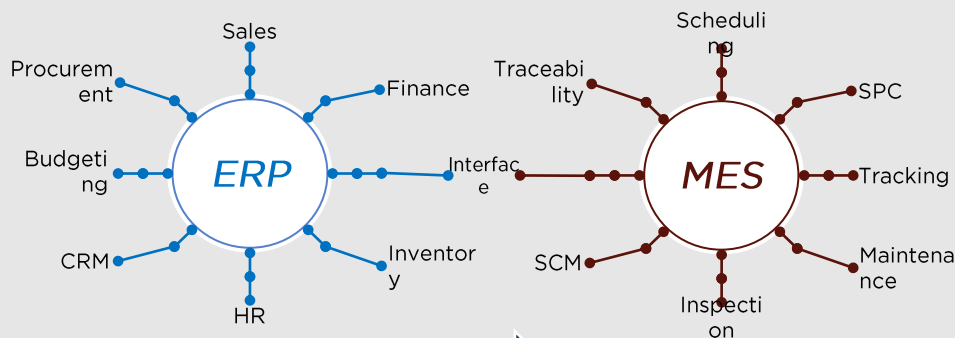 Sales
Procurem
ent
Finance
Budgeti
ng
ERP
Interfac
e
CRM
Inventor
y
HR
Scheduli
ng
Traceabi
lity
SPC
MES
Tracking
SCM
Maintena
nce
Inspecti
on